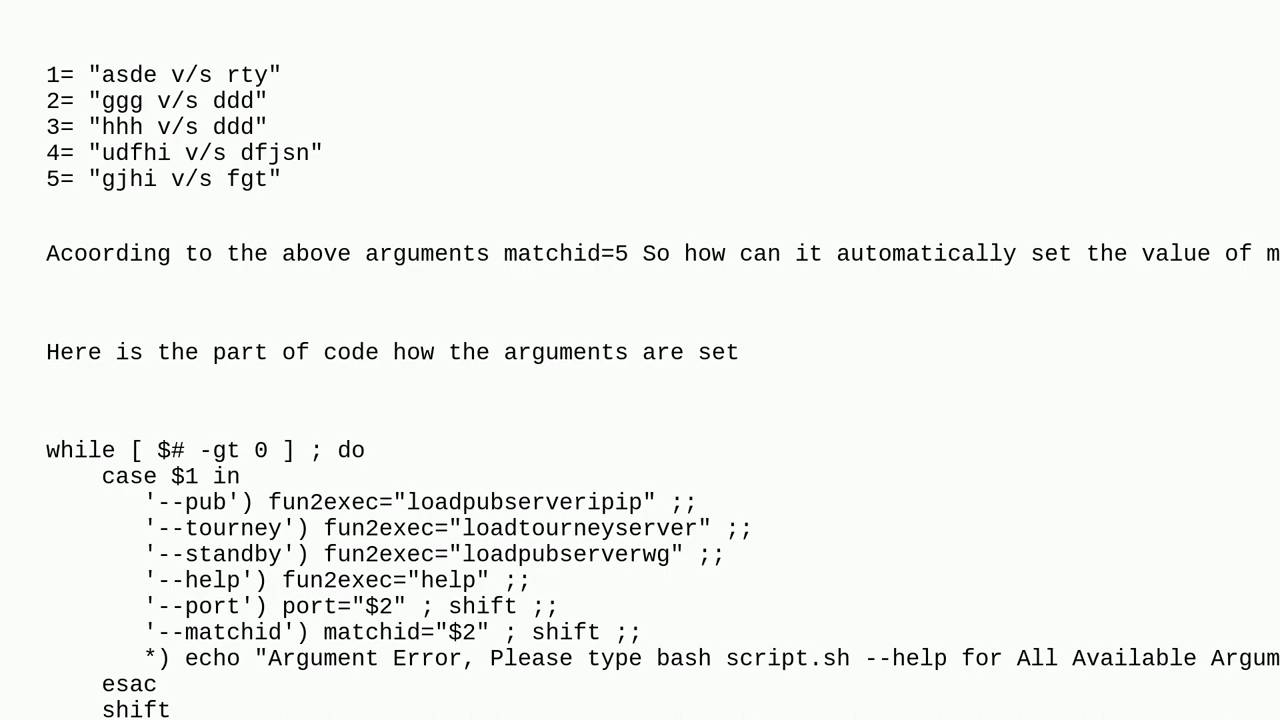 1= "asde v/s rty"
2= "ggg v/s ddd"
3= "hhh v/s ddd"
4= "udfhi v/s dfjsn"
5= "gjhi v/s fgt"
Acoording to the above arguments matchid=5 So how can it automatically set the value of m
Here is the part of code how the arguments are set
while [ $# -gt 0 ] ; do
    case $1 in
       '--pub') fun2exec="loadpubserveripip" ;;
       '--tourney') fun2exec="loadtourneyserver" ;;
       '--standby') fun2exec="loadpubserverwg" ;;
       '--help') fun2exec="help" ;;
       '--port') port="$2" ; shift ;;
       '--matchid') matchid="$2" ; shift ;;
       *) echo "Argument Error, Please type bash script.sh --help for All Available Argum
    esac
    shift